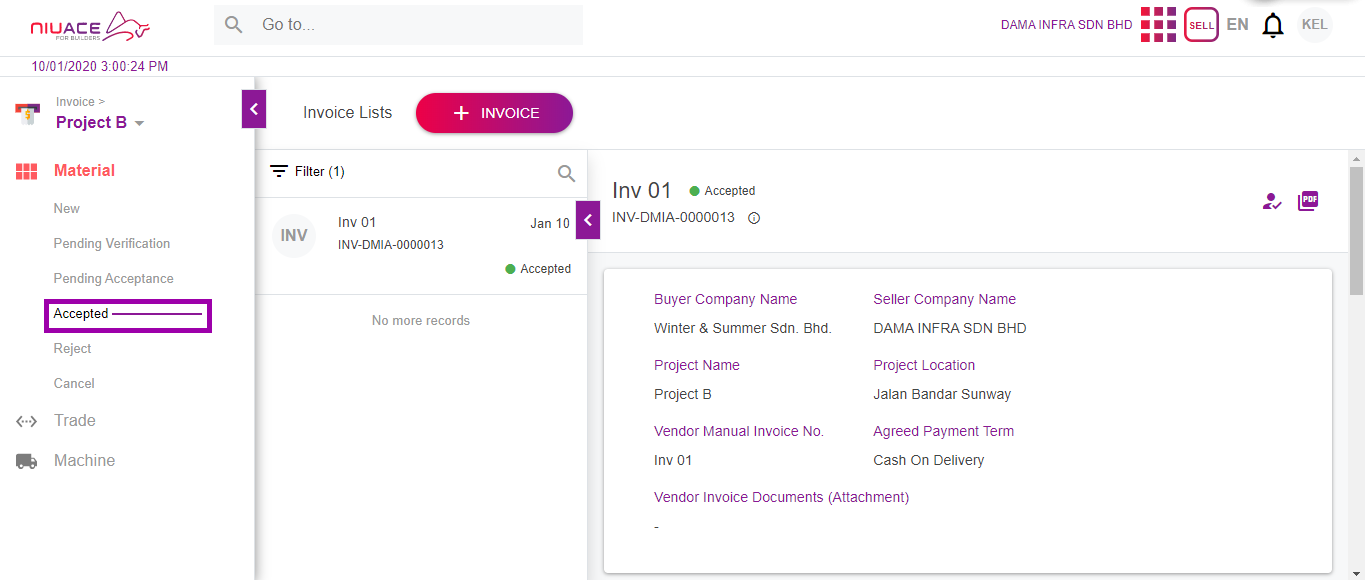 NIUACE
FOR BUILDERS
Go to...
DAMA INFRA SDN BHD
SELL
EN
KEL
10/01/2020 3:00:24 PM
Invoice >
Project B
Material
New
Pending Verification
Pending Acceptance
Accepted
Reject
Cancel
Trade
Machine
Invoice Lists
+ INVOICE
Filter (1)
INV
Inv 01
Jan 10
INV-DMIA-0000013
Accepted
No more records
Inv 01
Accepted
INV-DMIA-0000013
PDF
Buyer Company Name
Seller Company Name
Winter & Summer Sdn. Bhd.
DAMA INFRA SDN BHD
Project Name
Project Location
Project B
Jalan Bandar Sunway
Vendor Manual Invoice No.
Agreed Payment Term
Inv 01
Cash On Delivery
Vendor Invoice Documents (Attachment)
-